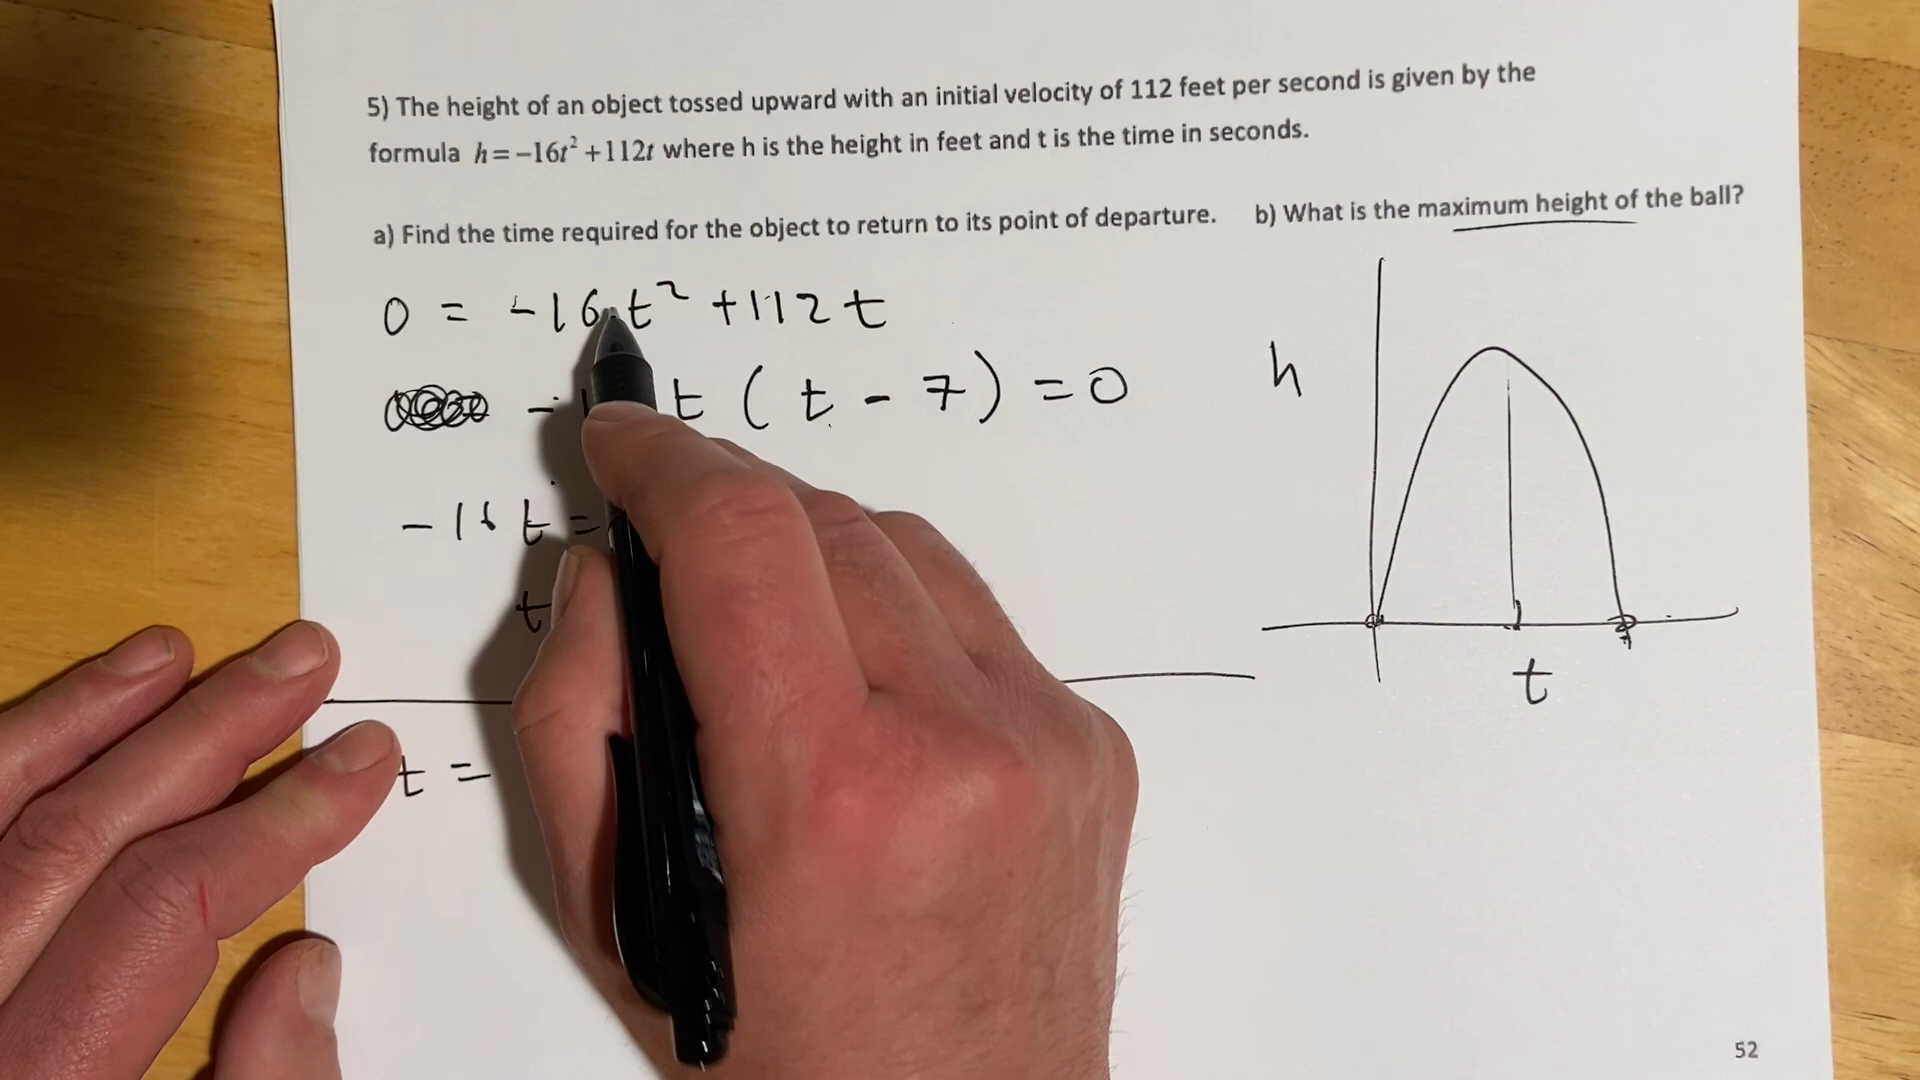 5) The height of an object tossed upward with an initial velocity of 112 feet per second is given by the
formula h=−16t² +112t where h is the height in feet and t is the time in seconds.
a) Find the time required for the object to return to its point of departure.
b) What is the maximum height of the ball?
0 = -16t² +112t
t (t - 7) = 0
-16t =
t
t =
h
t
52